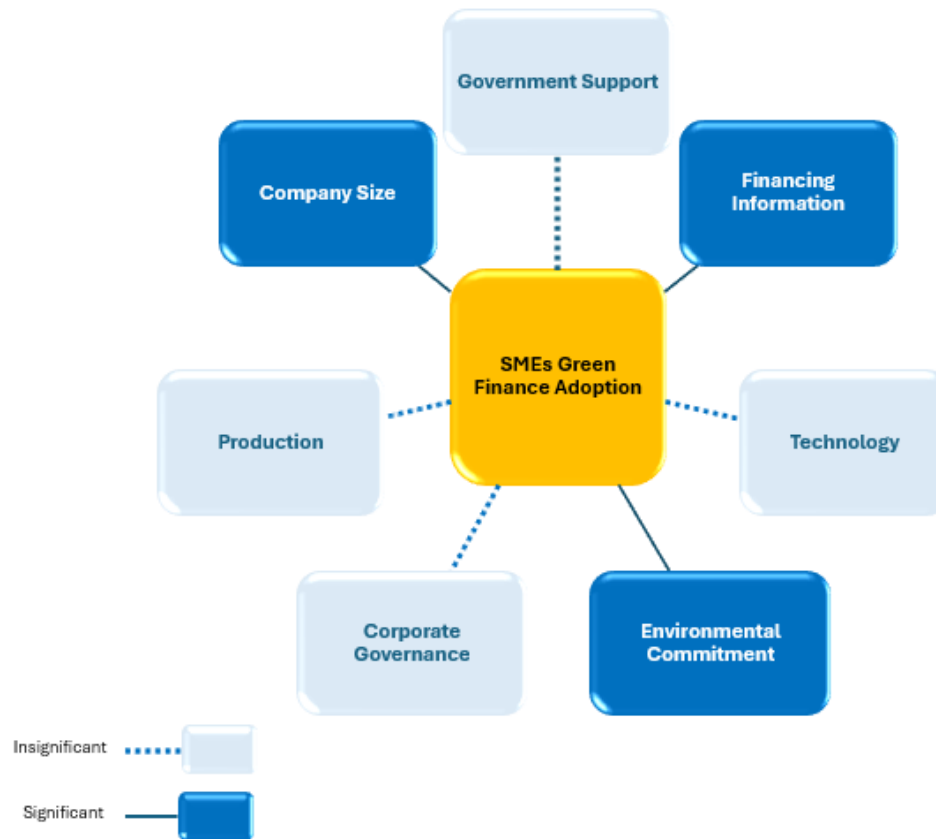 Government Support
Company Size
Financing
Information
SMEs Green
Finance Adoption
Production
Technology
Corporate
Governance
Environmental
Commitment
Insignificant
Significant